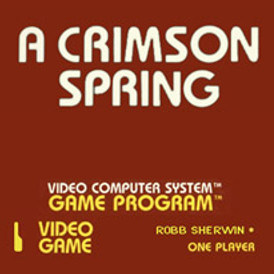 A CRIMSON
SPRING
VIDEO COMPUTER SYSTEM™
GAME PROGRAM™
VIDEO
GAME
ROBB SHERWIN •
ONE PLAYER